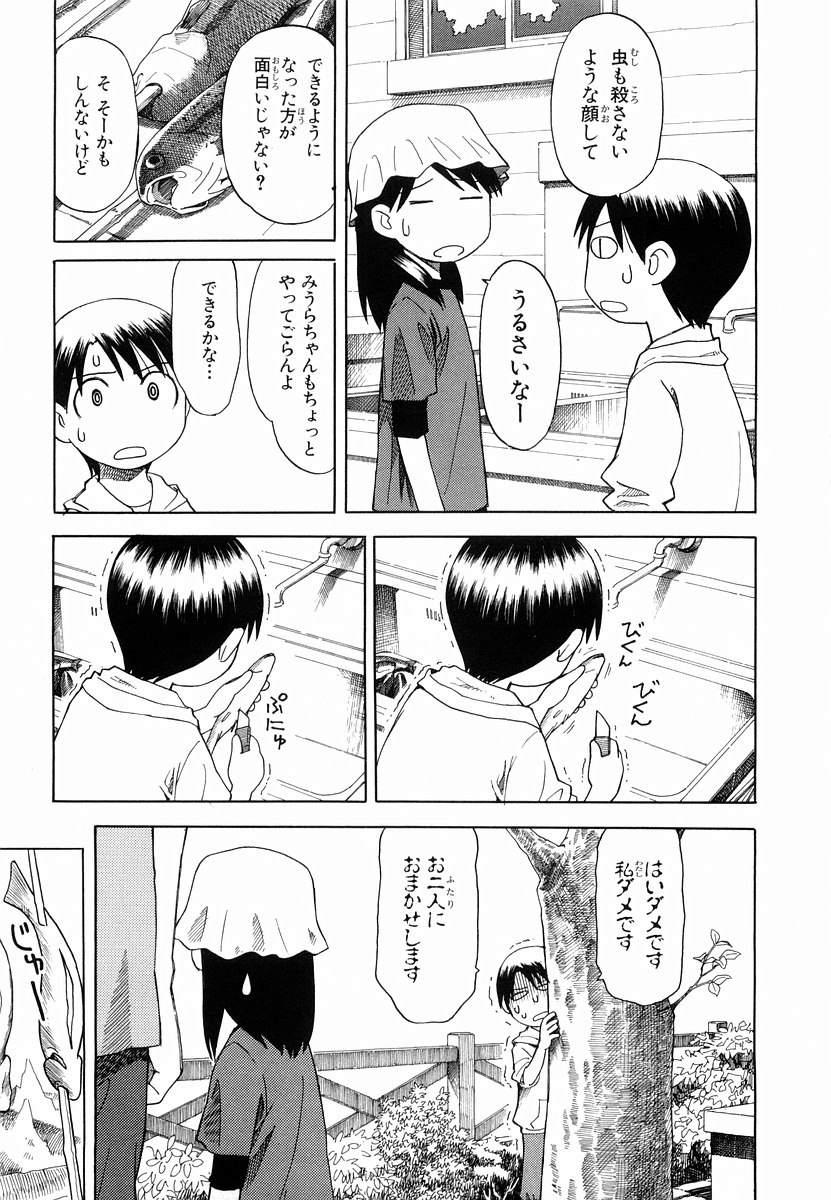 虫も殺さない
ような顔して
うるさいなー
できるように
なった方が
面白いじゃない?
そ そーかも
しんないけど
みうらちゃんもちょっと
やってごらんよ
できるかな…
びくん
びくん
ぷにゅ
はいダメです
私ダメです
お二人に
おまかせします
じゅー